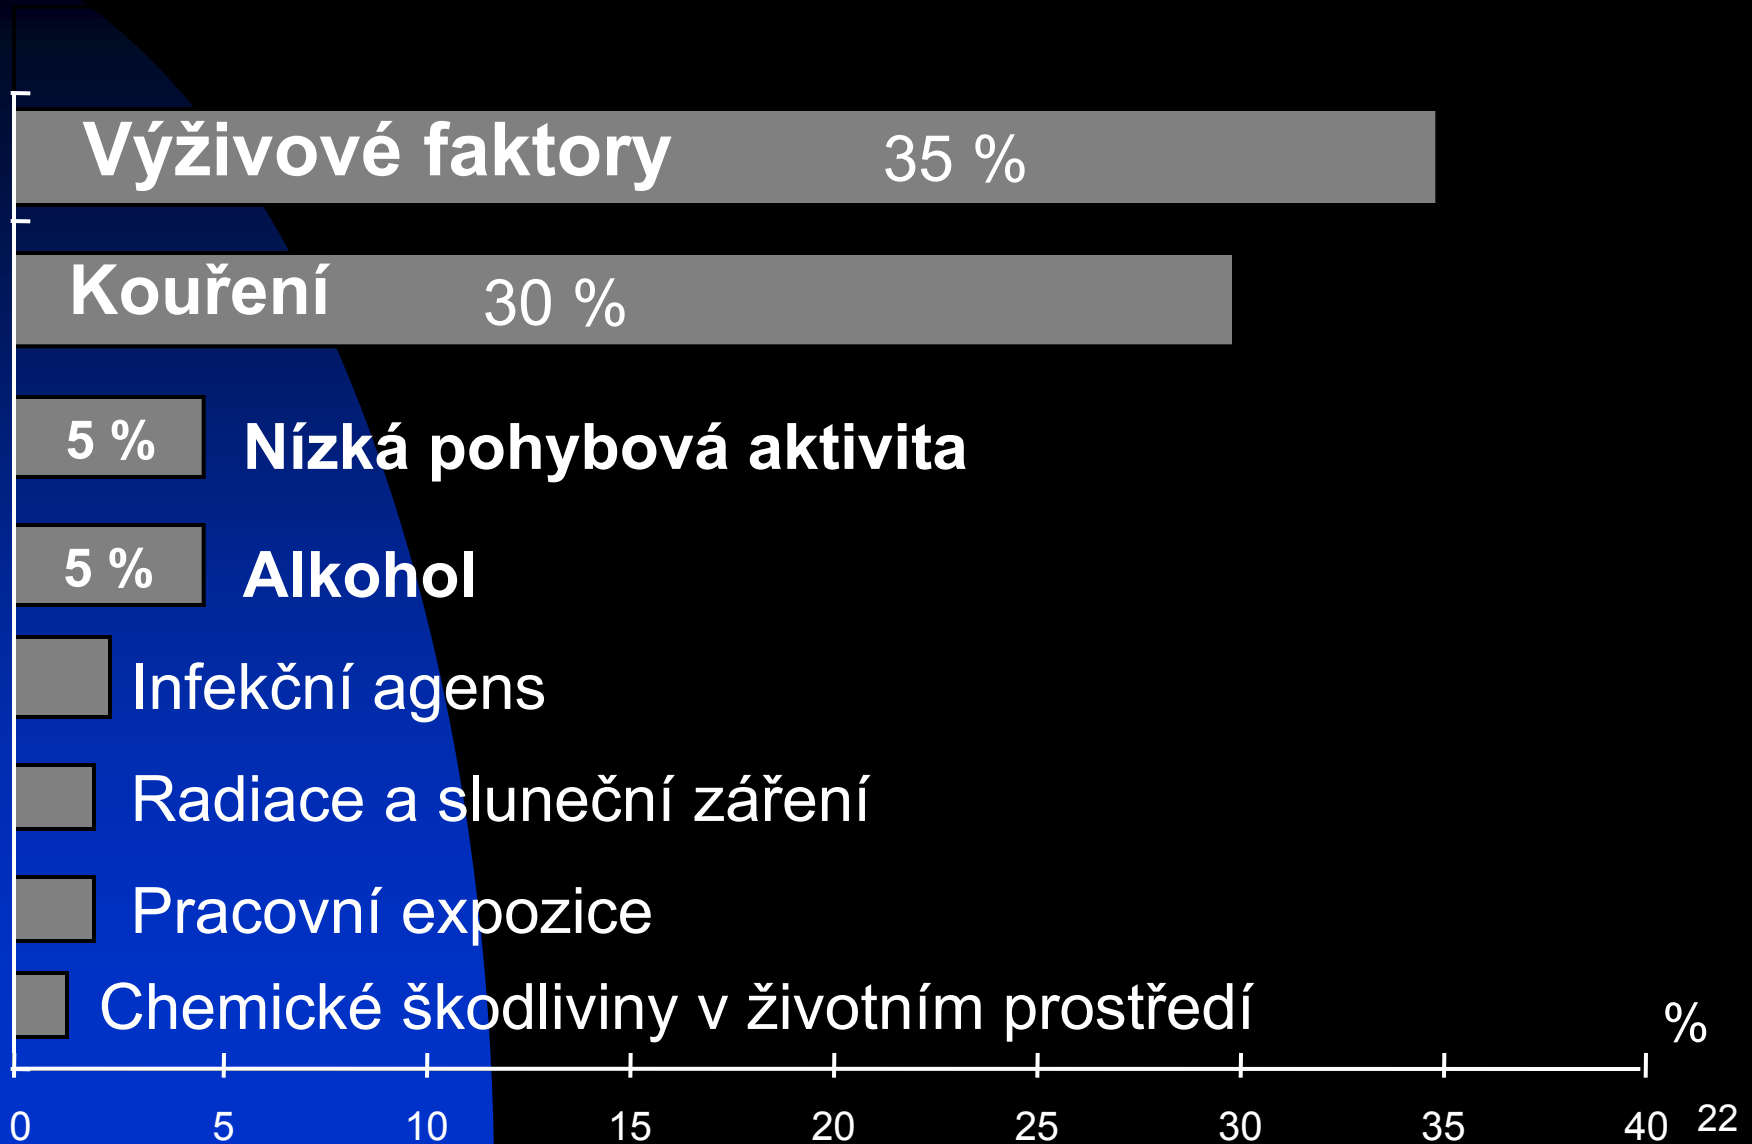 Výživové faktory 35 %
Kouření 30 %
5 % Nízká pohybová aktivita
5 % Alkohol
Infekční agens
Radiace a sluneční záření
Pracovní expozice
Chemické škodliviny v životním prostředí %
0 5 10 15 20 25 30 35 40 22